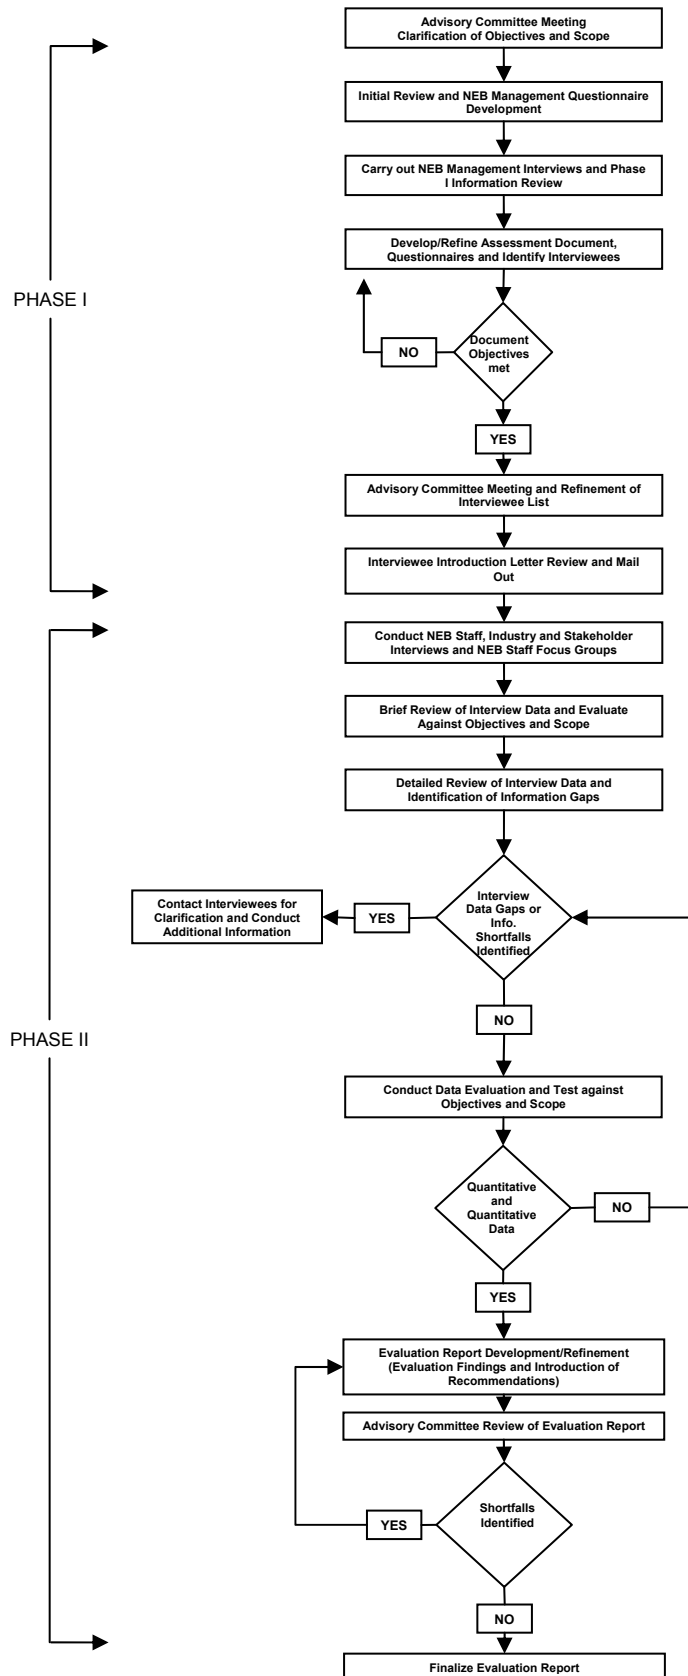 Advisory Committee Meeting
Clarification of Objectives and Scope
Initial Review and NEB Management Questionnaire
Development
Carry out NEB Management Interviews and Phase
I Information Review
Develop/Refine Assessment Document,
Questionnaires and Identify Interviewees
PHASE I
Document
Objectives
met
NO
YES
Advisory Committee Meeting and Refinement of
Interviewee List
Interviewee Introduction Letter Review and Mail
Out
Conduct NEB Staff, Industry and Stakeholder
Interviews and NEB Staff Focus Groups
Brief Review of Interview Data and Evaluate
Against Objectives and Scope
Detailed Review of Interview Data and
Identification of Information Gaps
Interview
Data Gaps or
Info.
Shortfalls
Identified
YES
Contact Interviewees for
Clarification and Conduct
Additional Information
NO
PHASE II
Conduct Data Evaluation and Test against
Objectives and Scope
Quantitative
and
Quantitative
Data
NO
YES
Evaluation Report Development/Refinement
(Evaluation Findings and Introduction of
Recommendations)
Advisory Committee Review of Evaluation Report
Shortfalls
Identified
YES
NO
Finalize Evaluation Report